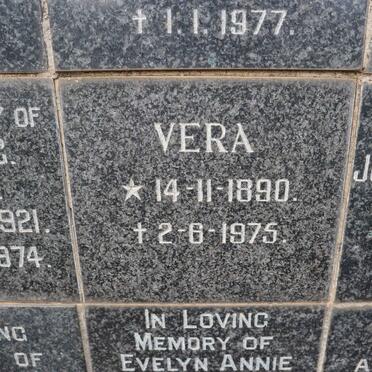 † 1.1.1977.
OF
VERA
★ 14-11-1890.
† 2-6-1975.
921.
974.
IN LOVING
MEMORY OF
EVELYN ANNIE
OF